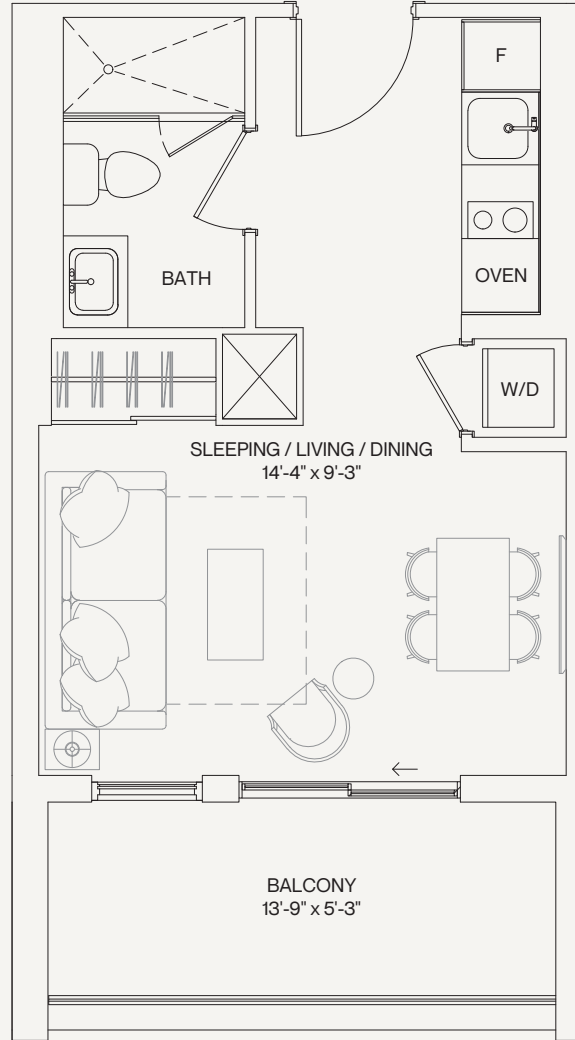 F
OVEN
BATH
W/D
SLEEPING / LIVING / DINING
14'-4" x 9'-3"
BALCONY
13'-9" x 5'-3"